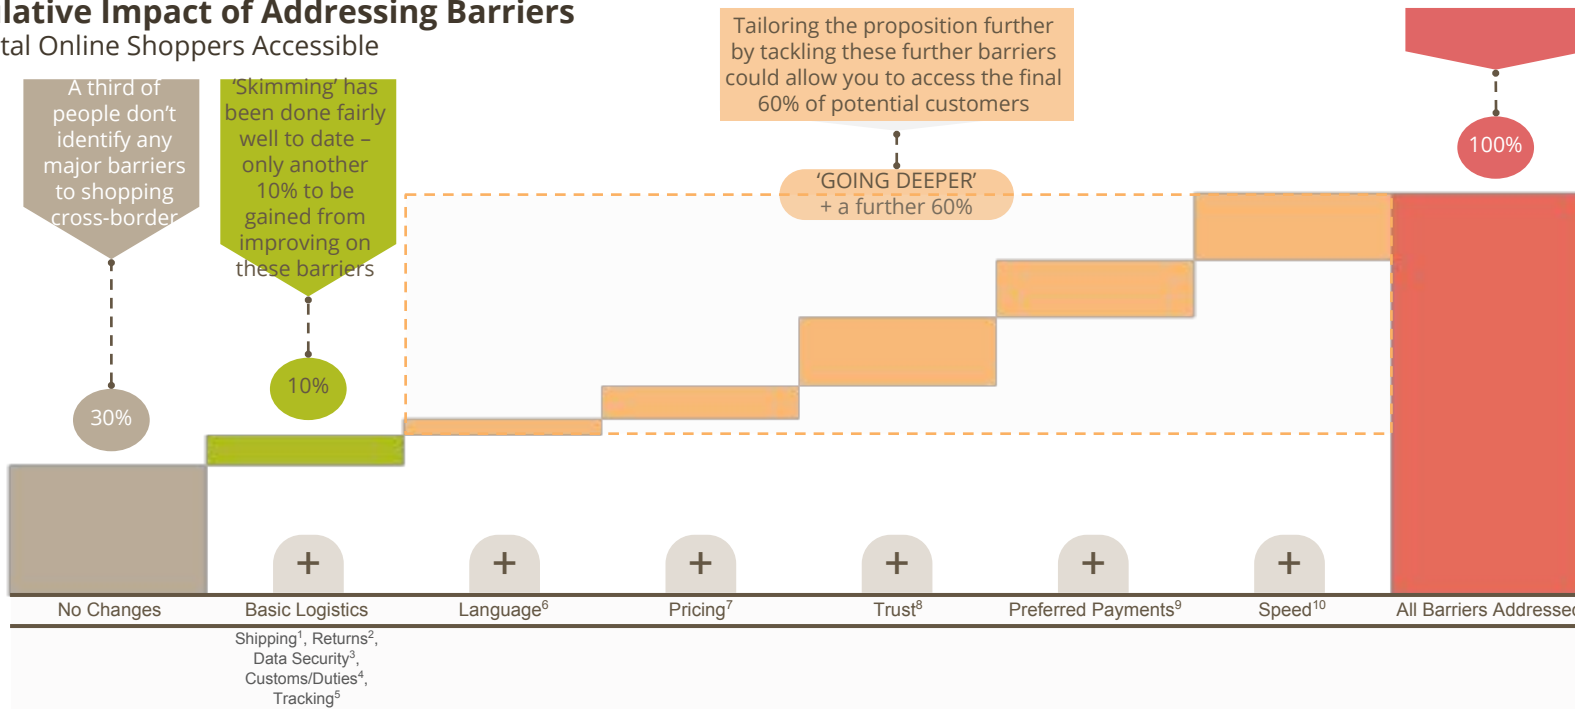 lative Impact of Addressing Barriers
tal Online Shoppers Accessible
A third of
people don't
identify any
major barriers
to shopping
cross-border
30%
'Skimming' has
been done fairly
well to date –
only another
10% to be
gained from
improving on
these barriers
10%
Tailoring the proposition further
by tackling these further barriers
could allow you to access the final
60% of potential customers
'GOING DEEPER'
+ a further 60%
100%
+ + + + + +
No Changes Basic Logistics Language⁶ Pricing⁷ Trust⁸ Preferred Payments⁹ Speed¹⁰ All Barriers Addressed
Shipping¹, Returns²,
Data Security³,
Customs/Duties⁴,
Tracking⁵